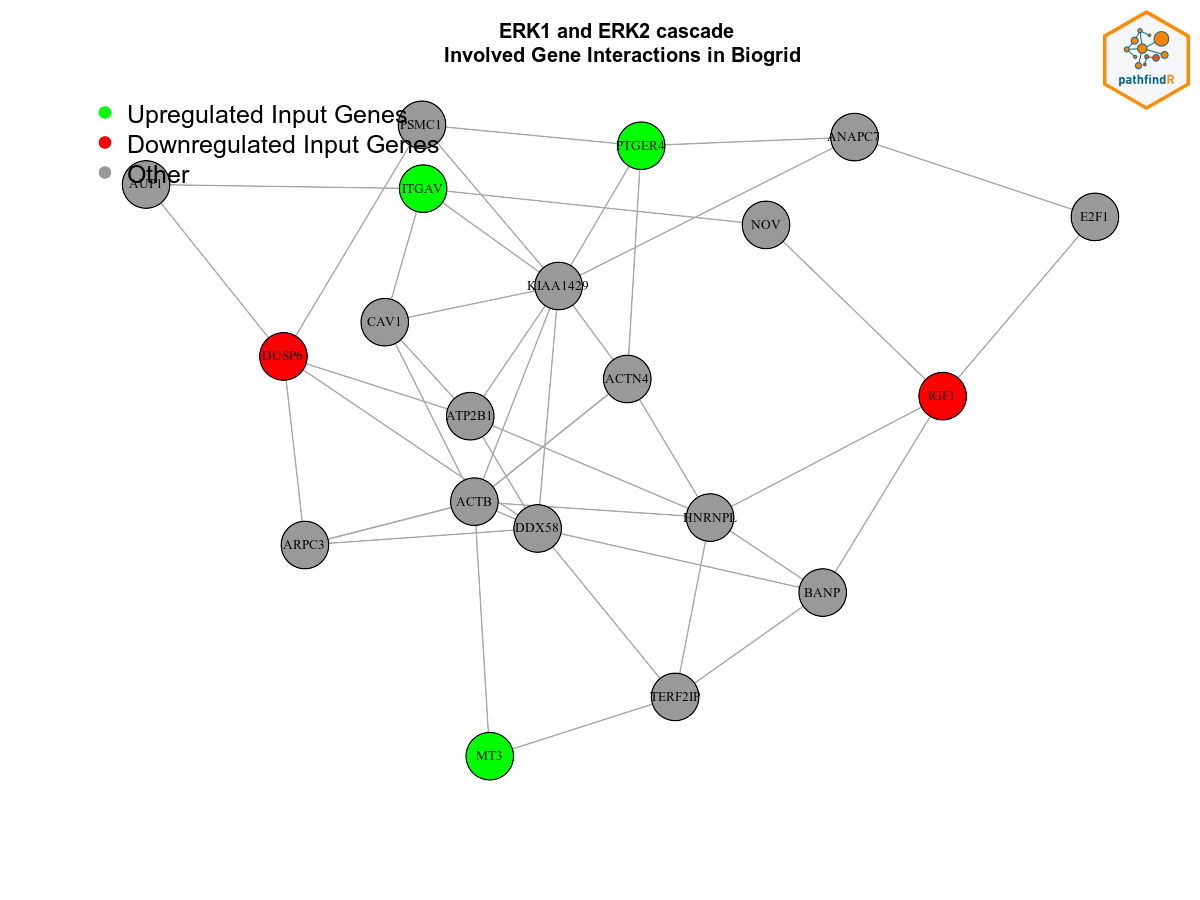 ERK1 and ERK2 cascade
Involved Gene Interactions in Biogrid
pathfindR
Upregulated Input Genes
Downregulated Input Genes
Other
PSMC1
PTGER4
ANAPC7
AUP1
ITGAV
NOV
E2F1
KIAA1429
CAV1
DUSP6
ACTN4
IGF1
ATP2B1
ACTB
DDX58
HNRNPL
ARPC3
BANP
TERF2IP
MT3